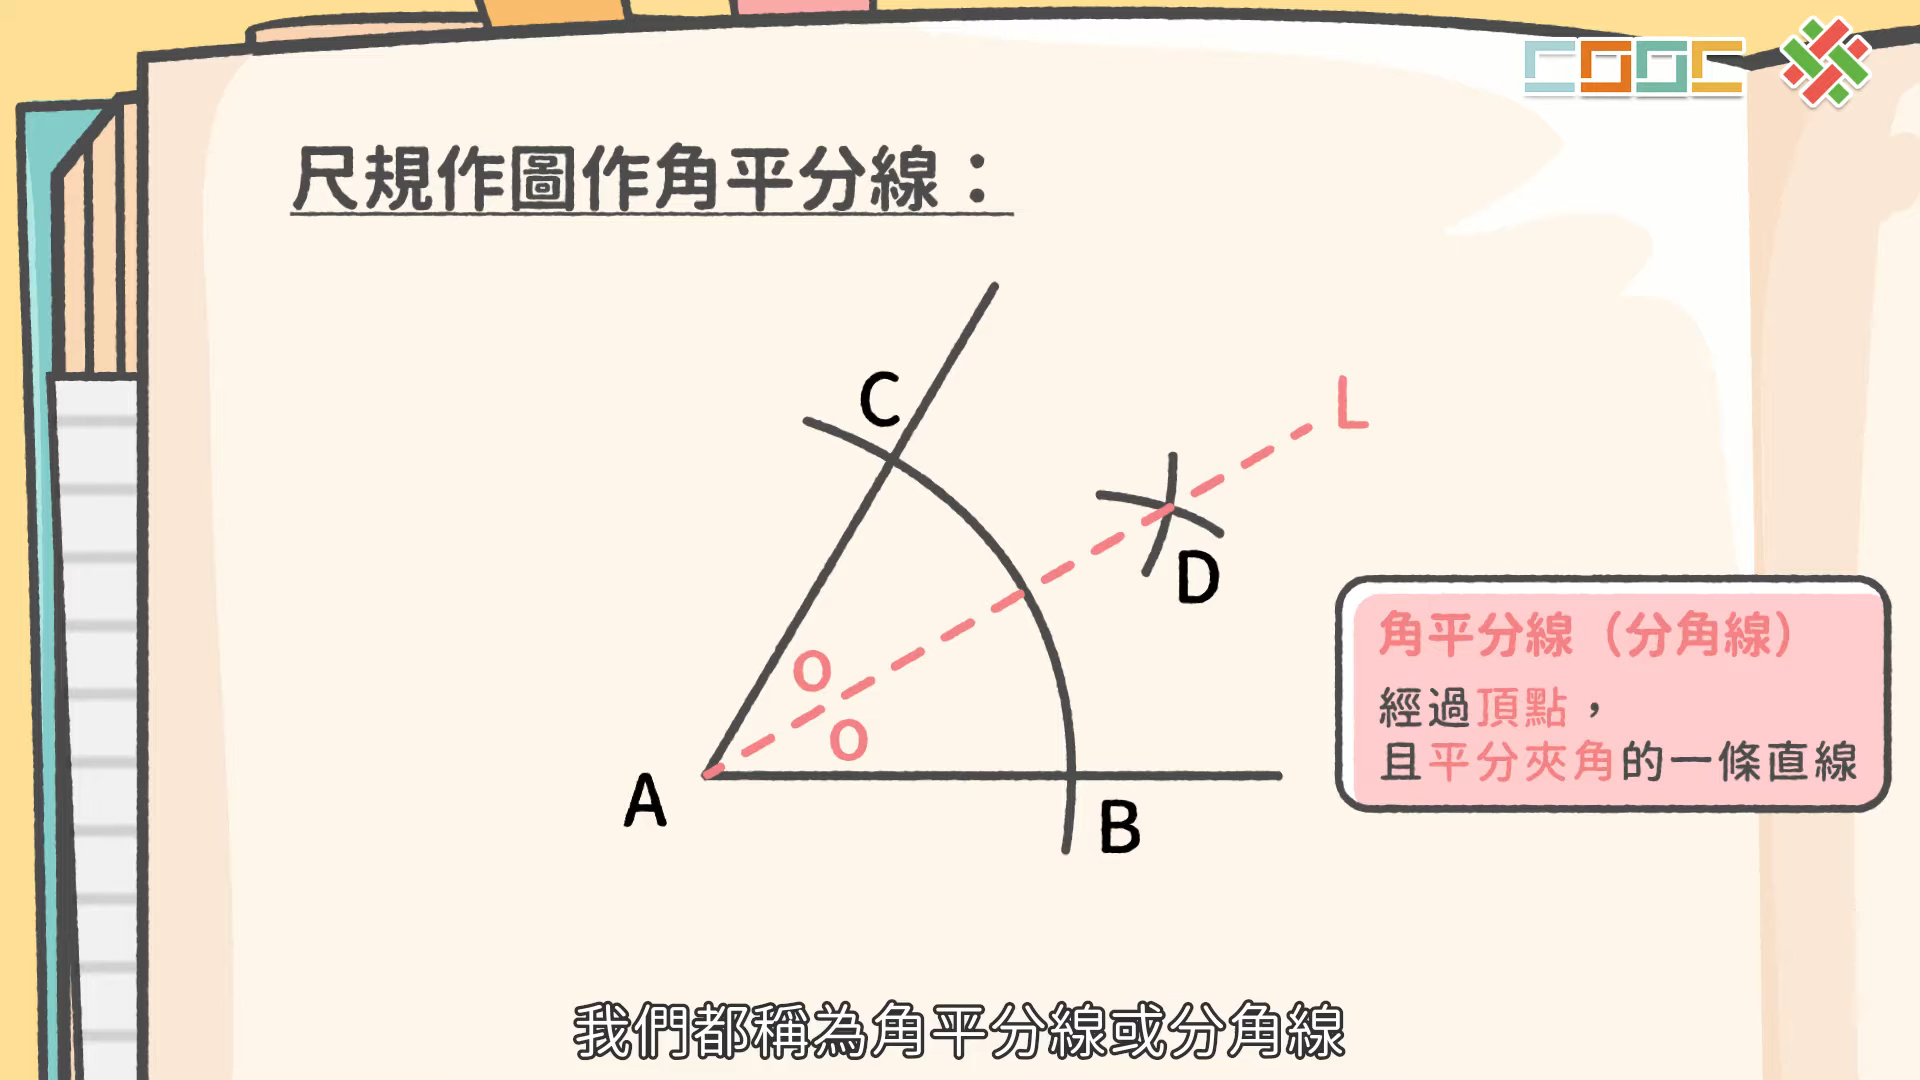 COOC
尺規作圖作角平分線：
C
L
D
O
O
A
B
角平分線（分角線）
經過頂點，
且平分夾角的一條直線
我們都稱為角平分線或分角線